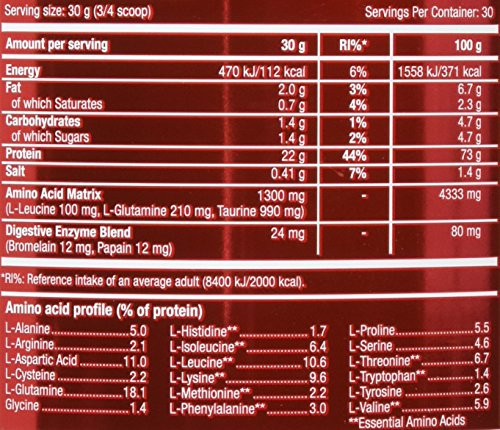 Serving size: 30 g (3/4 scoop) Servings Per Container: 30
Amount per serving 30 g RI%* 100 g
Energy 470 kJ/112 kcal 6% 1558 kJ/371 kcal
Fat 2.0 g 3% 6.7 g
of which Saturates 0.7 g 4% 2.3 g
Carbohydrates 1.4 g 1% 4.7 g
of which Sugars 1.4 g 2% 4.7 g
Protein 22 g 44% 73 g
Salt 0.41 g 7% 1.4 g
Amino Acid Matrix 1300 mg - 4333 mg
(L-Leucine 100 mg, L-Glutamine 210 mg, Taurine 990 mg)
Digestive Enzyme Blend 24 mg - 80 mg
(Bromelain 12 mg, Papain 12 mg)
*RI%: Reference intake of an average adult (8400 kJ/2000 kcal).
Amino acid profile (% of protein)
L-Alanine 5.0
L-Arginine 2.1
L-Aspartic Acid 11.0
L-Cysteine 2.2
L-Glutamine 18.1
Glycine 1.4
L-Histidine** 1.7
L-Isoleucine** 6.4
L-Leucine** 10.6
L-Lysine** 9.6
L-Methionine** 2.2
L-Phenylalanine** 3.0
L-Proline 5.5
L-Serine 4.6
L-Threonine** 6.7
L-Tryptophan** 1.4
L-Tyrosine 2.6
L-Valine** 5.9
**Essential Amino Acids